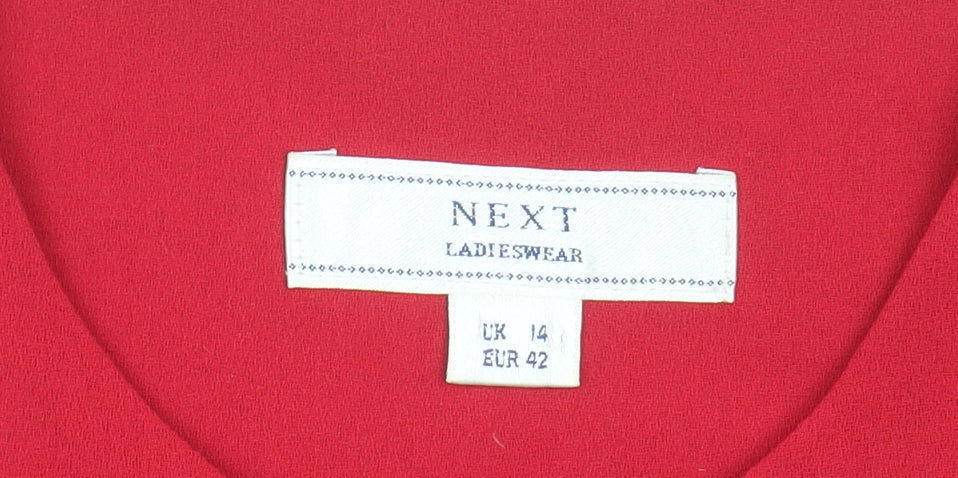 NEXT
LADIESWEAR
UK 14
EUR 42